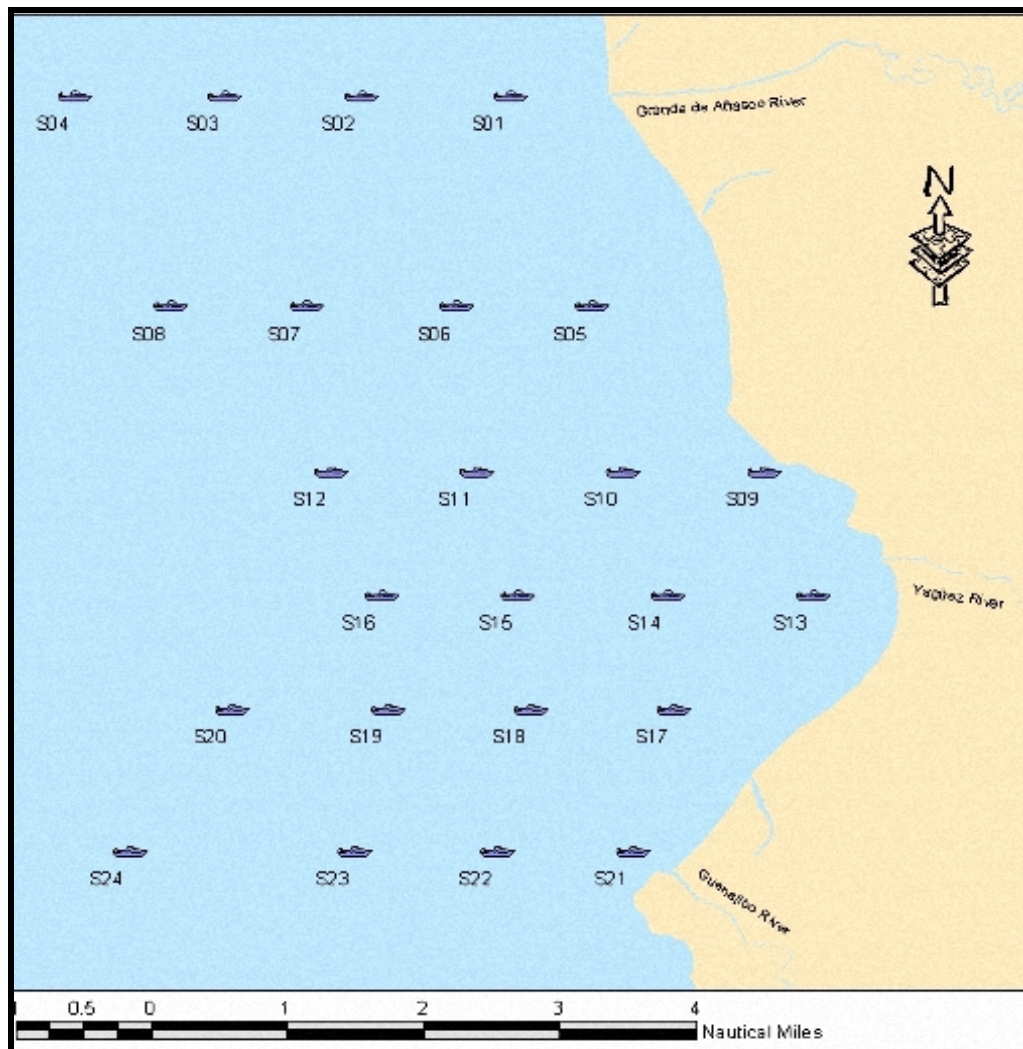 S04 S03 S02 S01
Grande de Añasco River
N
S08 S07 S06 S05
S12 S11 S10 S09
Yaguez River
S16 S15 S14 S13
S20 S19 S18 S17
S24 S23 S22 S21
Guanajibo River
1 0.5 0 1 2 3 4
Nautical Miles